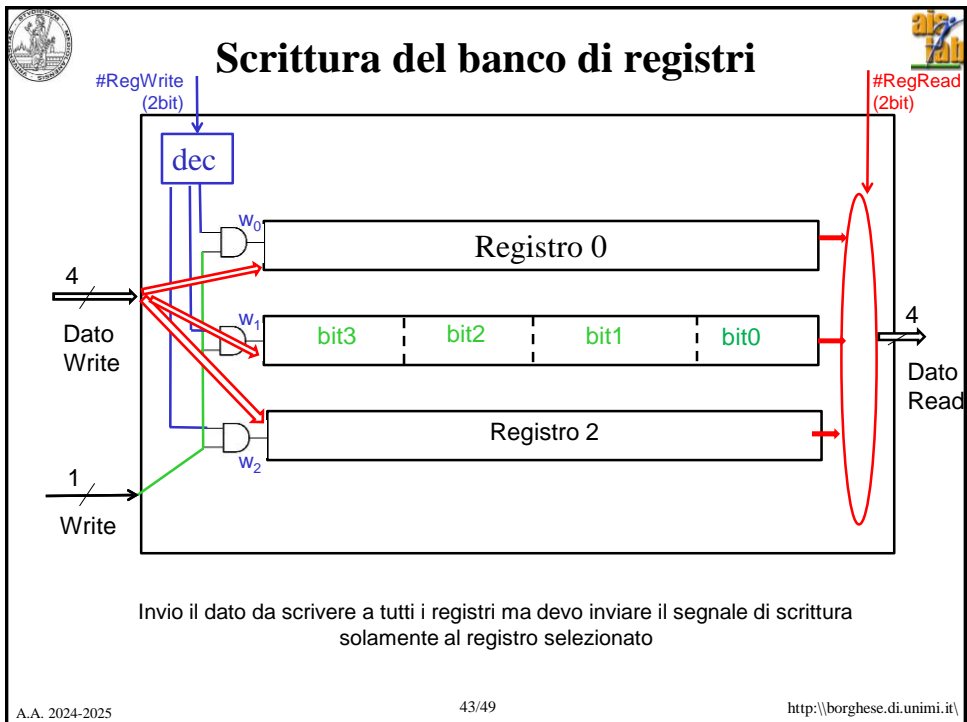 Scrittura del banco di registri
#RegWrite
(2bit)
#RegRead
(2bit)
dec
w0
Registro 0
4
Dato
Write
w1
bit3 bit2 bit1 bit0
4
Dato
Read
Registro 2
w2
1
Write
Invio il dato da scrivere a tutti i registri ma devo inviare il segnale di scrittura
solamente al registro selezionato
A.A. 2024-2025
43/49
http:\\borghese.di.unimi.it\